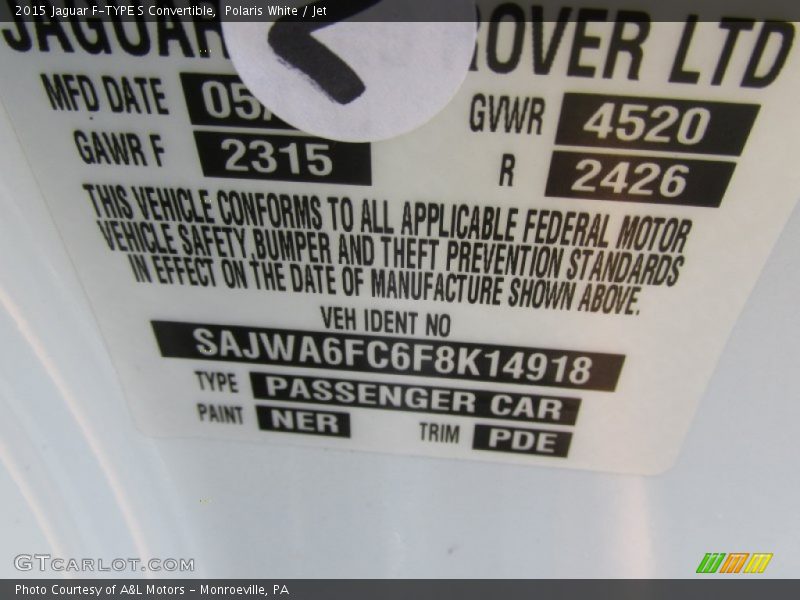 2015 Jaguar F-TYPE S Convertible, Polaris White / Jet
JAGUAR ROVER LTD
MFD DATE 05/ GVWR 4520
GAWR F 2315 R 2426
THIS VEHICLE CONFORMS TO ALL APPLICABLE FEDERAL MOTOR
VEHICLE SAFETY, BUMPER AND THEFT PREVENTION STANDARDS
IN EFFECT ON THE DATE OF MANUFACTURE SHOWN ABOVE.
VEH IDENT NO
SAJWA6FC6F8K14918
TYPE PASSENGER CAR
PAINT NER TRIM PDE
GTCARLOT.COM
Photo Courtesy of A&L Motors - Monroeville, PA